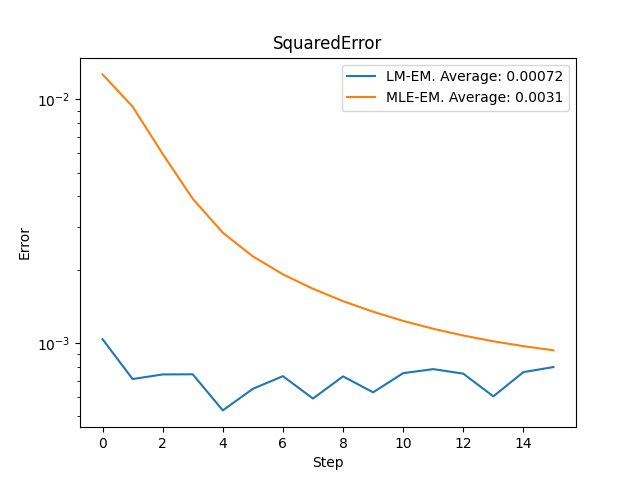 SquaredError
LM-EM. Average: 0.00072
MLE-EM. Average: 0.0031
10⁻²
10⁻³
Error
0 2 4 6 8 10 12 14
Step